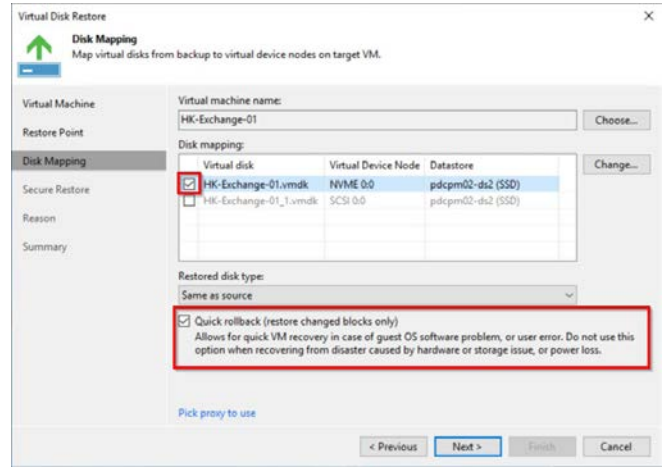 Virtual Disk Restore
Disk Mapping
Map virtual disks from backup to virtual device nodes on target VM.
Virtual Machine
Restore Point
Disk Mapping
Secure Restore
Reason
Summary
Virtual machine name:
HK-Exchange-01
Choose...
Disk mapping:
Virtual disk Virtual Device Node Datastore
HK-Exchange-01.vmdk NVME 0:0 pdcpm02-ds2 (SSD)
HK-Exchange-01_1.vmdk SCSI 0:0 pdcpm02-ds2 (SSD)
Change...
Restored disk type:
Same as source
Quick rollback (restore changed blocks only)
Allows for quick VM recovery in case of guest OS software problem, or user error. Do not use this
option when recovering from disaster caused by hardware or storage issue, or power loss.
Pick proxy to use
< Previous Next > Finish Cancel